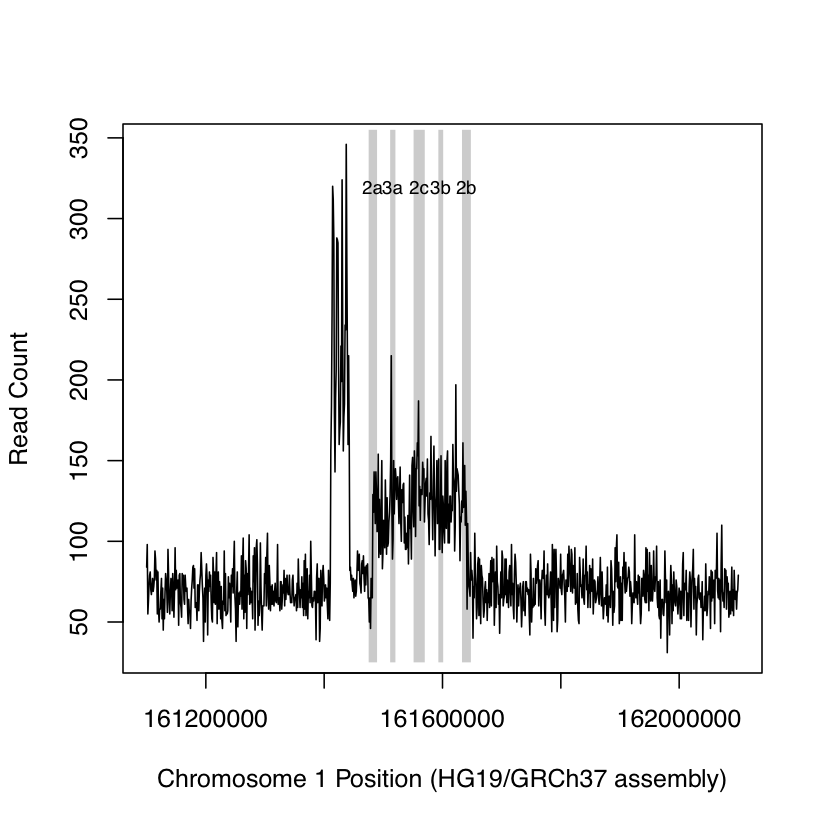 350
300
250
200
150
100
50
Read Count
2a3a 2c3b 2b
161200000 161600000 162000000
Chromosome 1 Position (HG19/GRCh37 assembly)